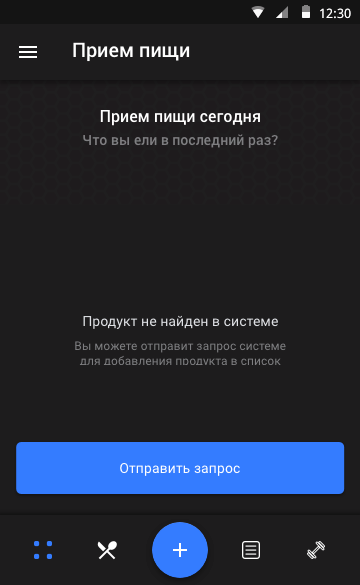 12:30
Прием пищи
Прием пищи сегодня
Что вы ели в последний раз?
Продукт не найден в системе
Вы можете отправит запрос системе
для добавления продукта в список
Отправить запрос